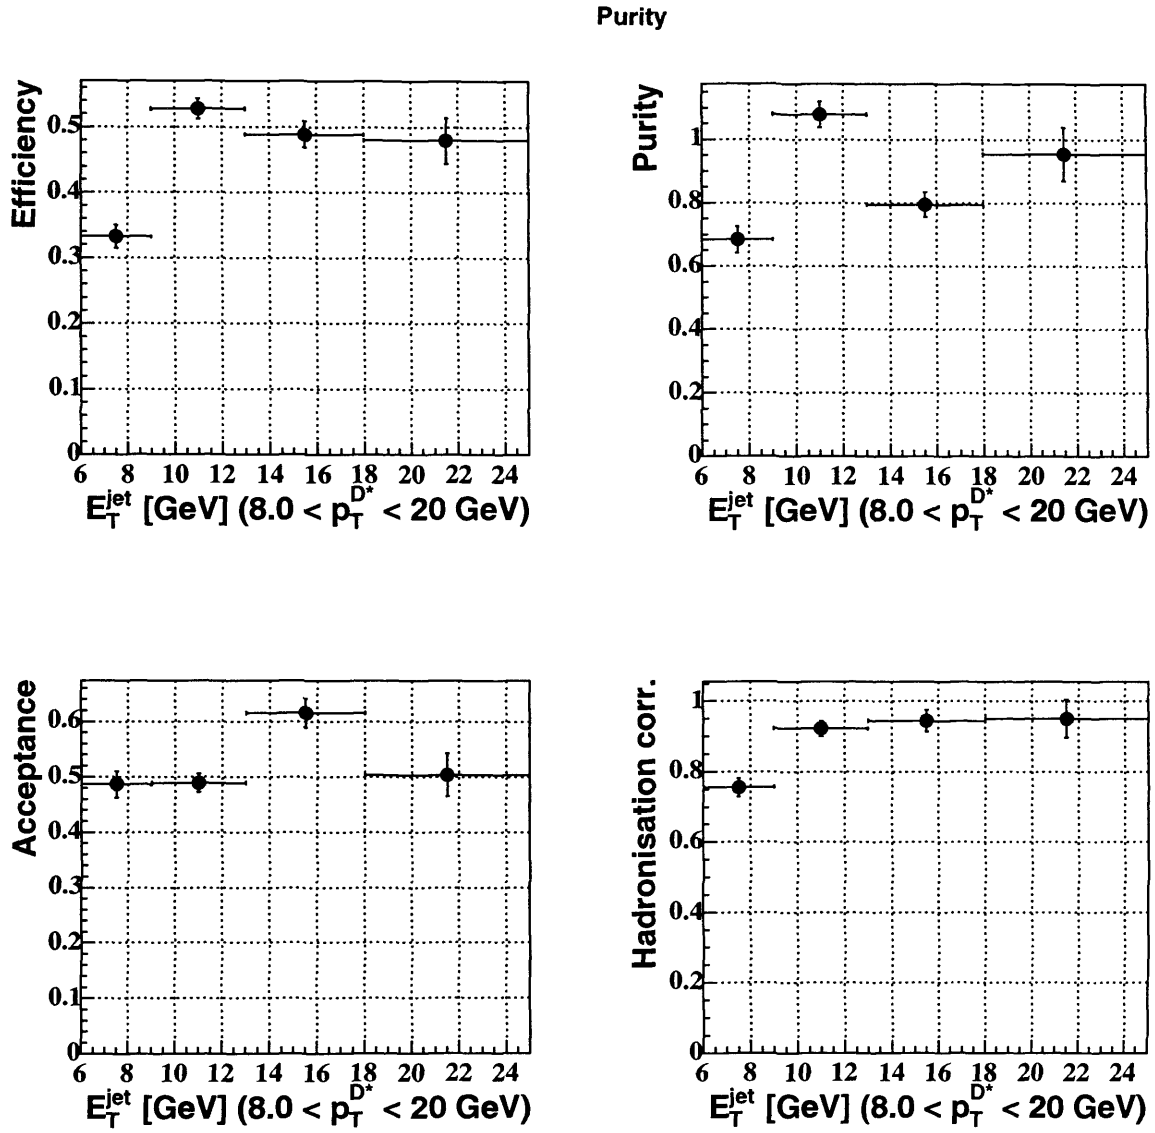 Purity
Efficiency
0.5
0.4
0.3
0.2
0.1
0
6 8 10 12 14 16 18 20 22 24
E_T^jet [GeV] (8.0 < p_T^D* < 20 GeV)
Purity
1
0.8
0.6
0.4
0.2
0
6 8 10 12 14 16 18 20 22 24
E_T^jet [GeV] (8.0 < p_T^D* < 20 GeV)
Acceptance
0.6
0.5
0.4
0.3
0.2
0.1
0
6 8 10 12 14 16 18 20 22 24
E_T^jet [GeV] (8.0 < p_T^D* < 20 GeV)
Hadronisation corr.
1
0.8
0.6
0.4
0.2
0
6 8 10 12 14 16 18 20 22 24
E_T^jet [GeV] (8.0 < p_T^D* < 20 GeV)